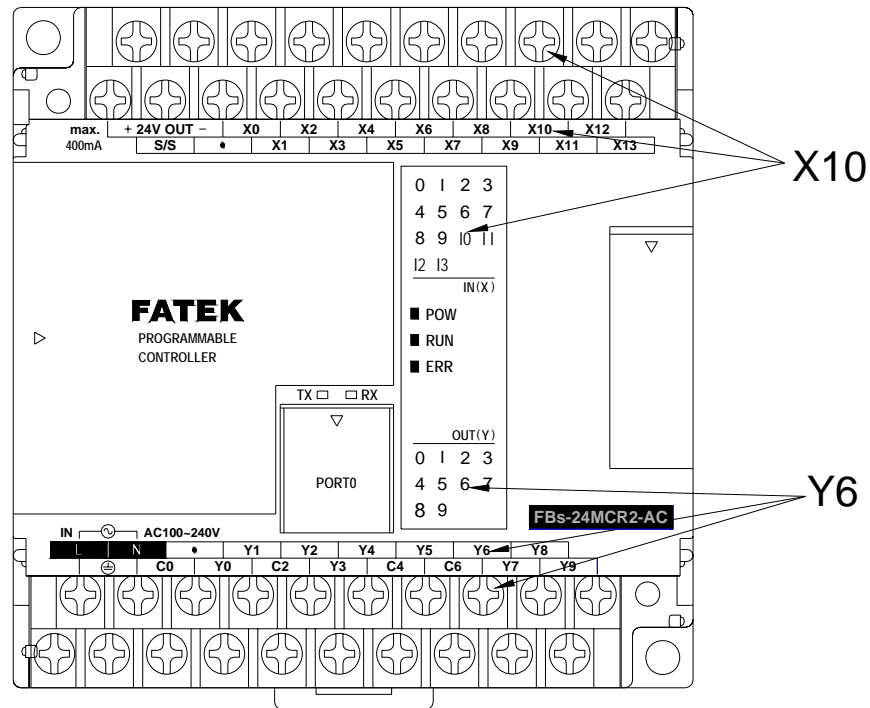 max. + 24V OUT − X0 X2 X4 X6 X8 X10 X12
400mA S/S • X1 X3 X5 X7 X9 X11 X13
X10
0 1 2 3
4 5 6 7
8 9 10 11
12 13
IN(X)
FATEK
PROGRAMMABLE
CONTROLLER
POW
RUN
ERR
TX RX
PORT0
OUT(Y)
0 1 2 3
4 5 6 7
8 9
Y6
FBs-24MCR2-AC
IN AC100~240V
L N • Y1 Y2 Y4 Y5 Y6 Y8
C0 Y0 C2 Y3 C4 C6 Y7 Y9